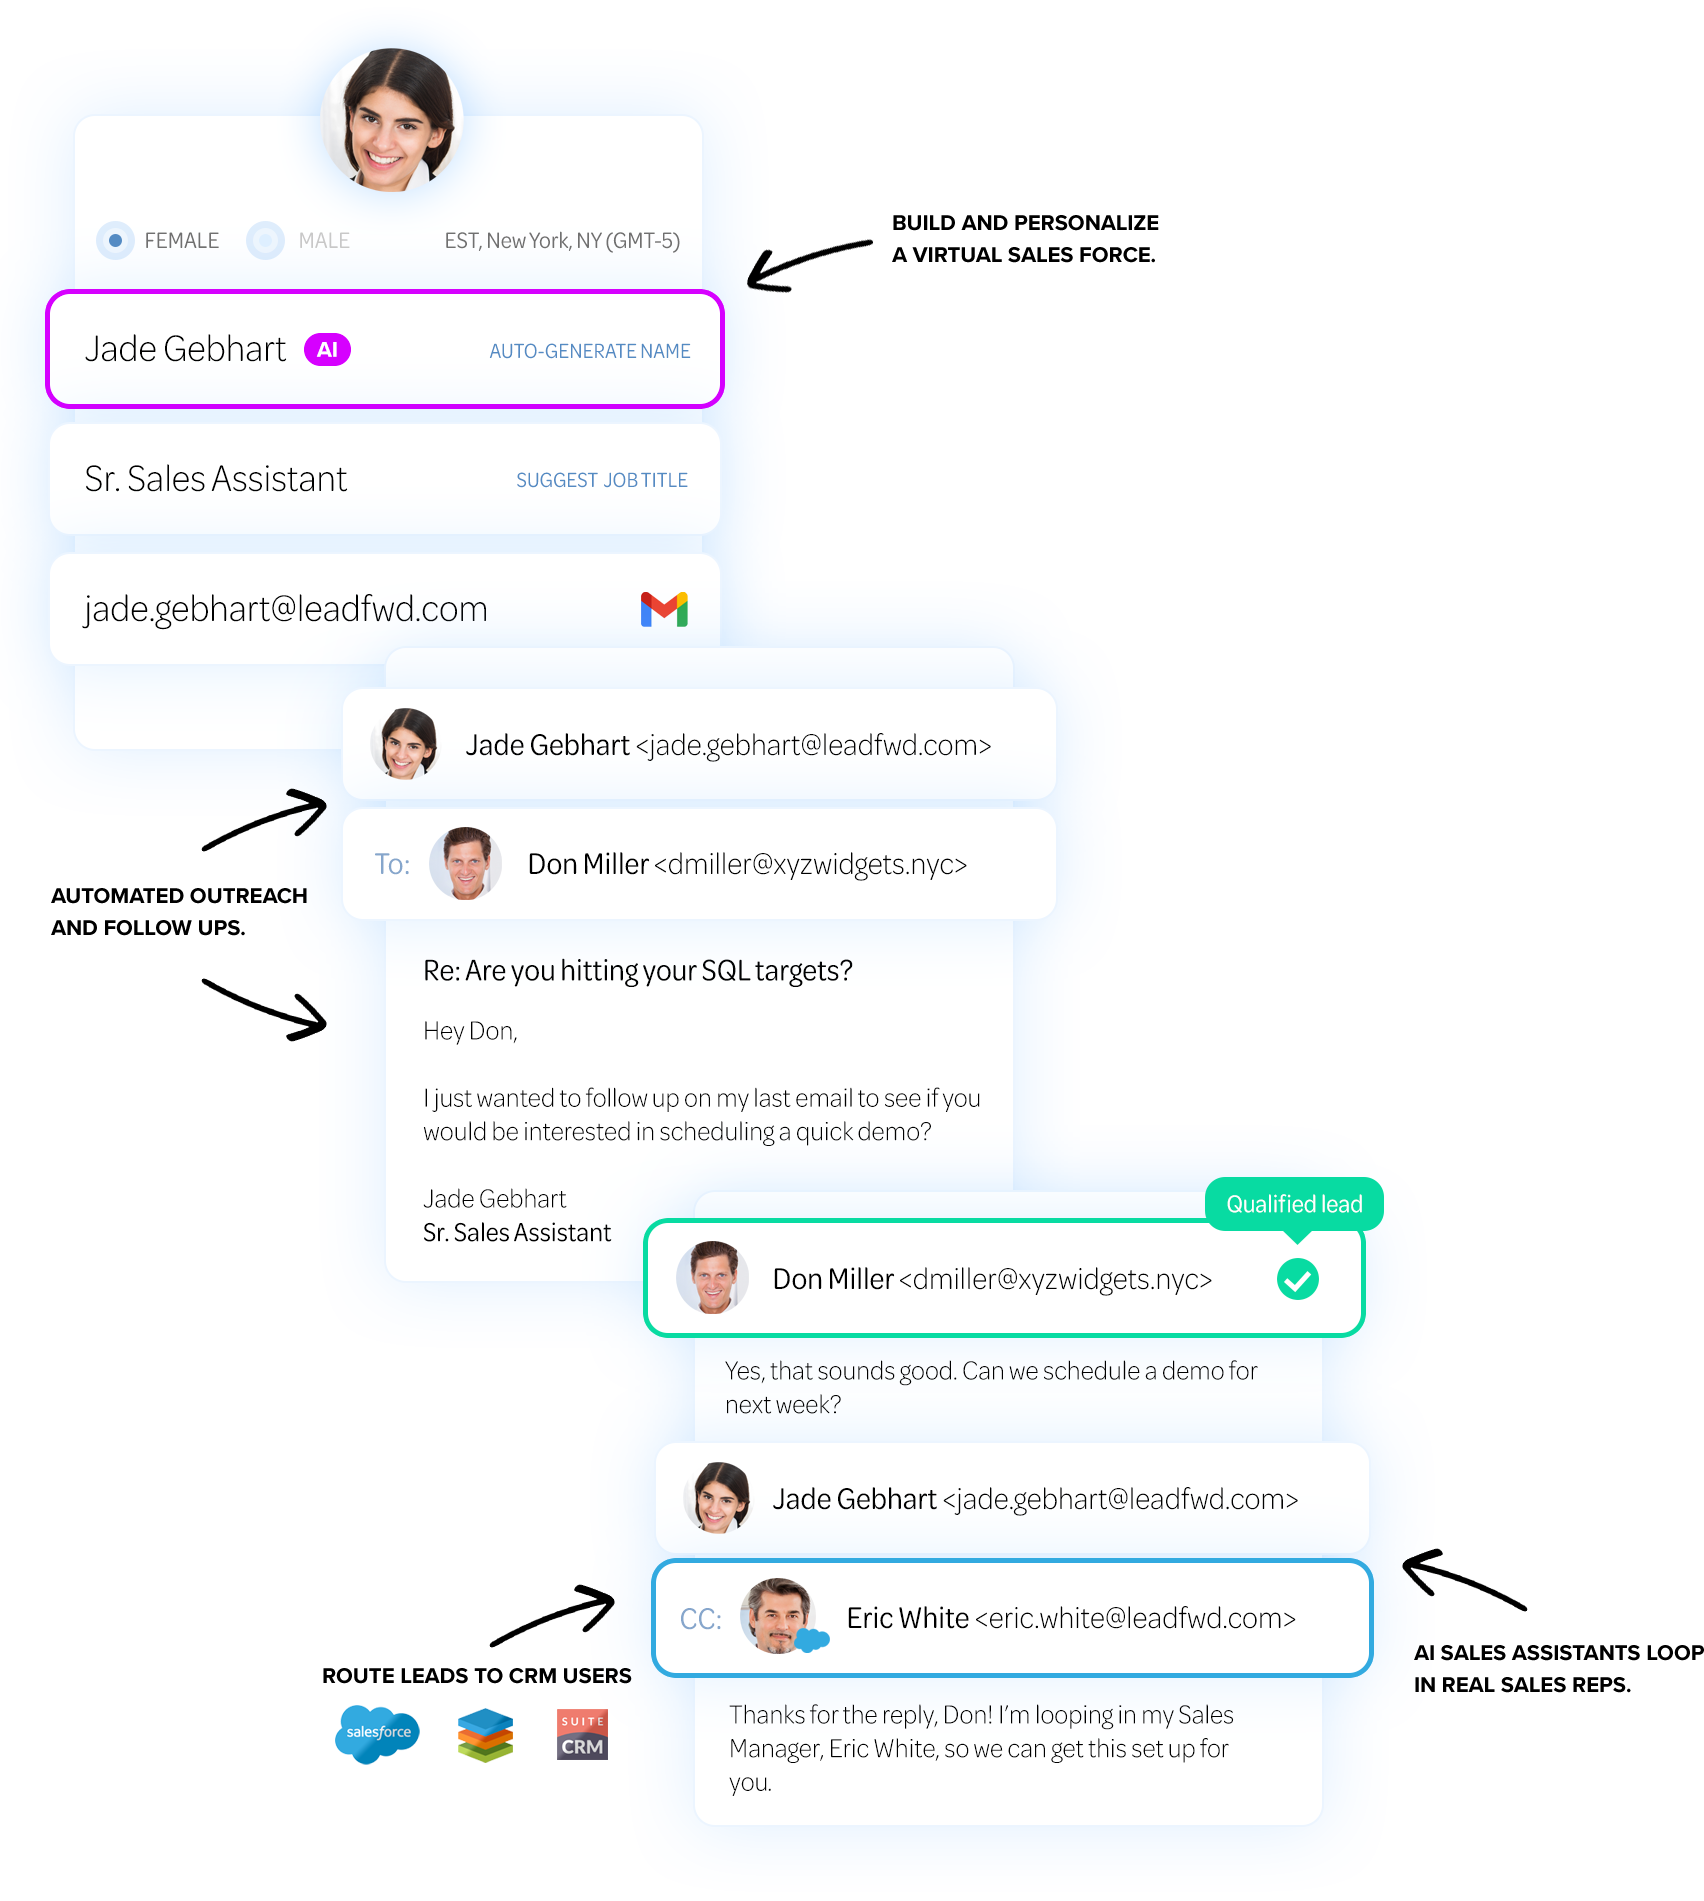 FEMALE MALE EST, New York, NY (GMT-5)
BUILD AND PERSONALIZE
A VIRTUAL SALES FORCE.
Jade Gebhart AI AUTO-GENERATE NAME
Sr. Sales Assistant SUGGEST JOB TITLE
jade.gebhart@leadfwd.com
Jade Gebhart <jade.gebhart@leadfwd.com>
To: Don Miller <dmiller@xyzwidgets.nyc>
AUTOMATED OUTREACH
AND FOLLOW UPS.
Re: Are you hitting your SQL targets?
Hey Don,
I just wanted to follow up on my last email to see if you
would be interested in scheduling a quick demo?
Jade Gebhart
Sr. Sales Assistant
Qualified lead
Don Miller <dmiller@xyzwidgets.nyc>
Yes, that sounds good. Can we schedule a demo for
next week?
Jade Gebhart <jade.gebhart@leadfwd.com>
CC: Eric White <eric.white@leadfwd.com>
AI SALES ASSISTANTS LOOP
IN REAL SALES REPS.
ROUTE LEADS TO CRM USERS
salesforce
SUITE
CRM
Thanks for the reply, Don! I'm looping in my Sales
Manager, Eric White, so we can get this set up for
you.